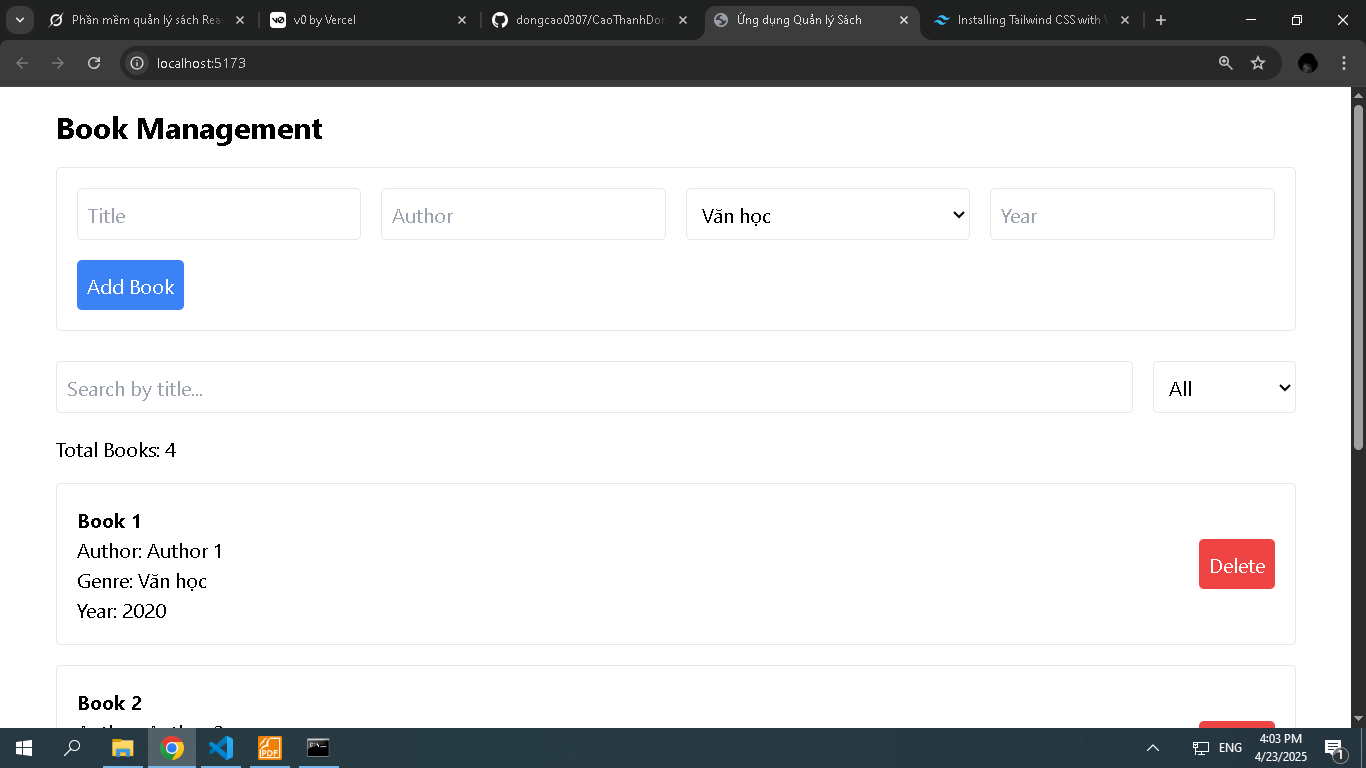 Phần mềm quản lý sách Rea
v0 by Vercel
dongcao0307/CaoThanhDon
Ứng dụng Quản lý Sách
Installing Tailwind CSS with V
localhost:5173
Book Management
Title
Author
Văn học
Year
Add Book
Search by title...
All
Total Books: 4
Book 1
Author: Author 1
Genre: Văn học
Year: 2020
Delete
Book 2
PDF
ENG
4:03 PM
4/23/2025
1